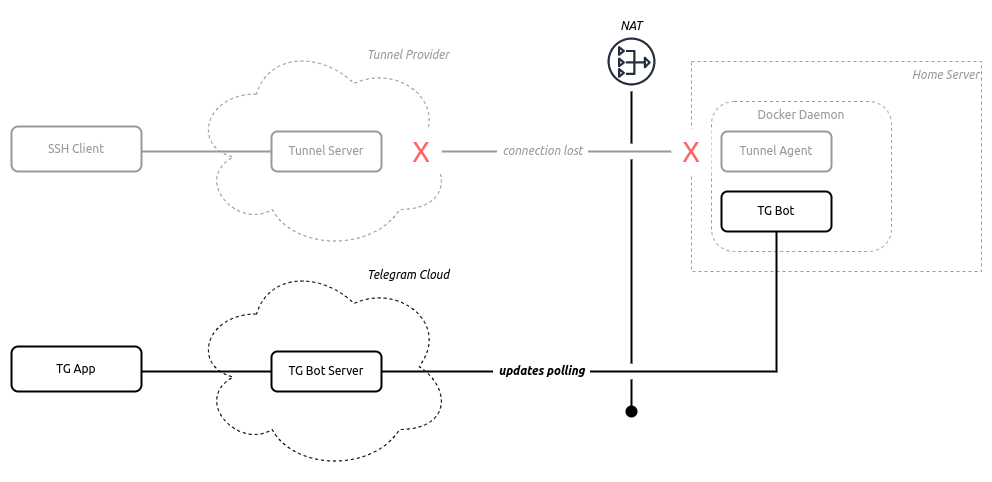 NAT
Tunnel Provider
Home Server
Docker Daemon
SSH Client
Tunnel Server
X
connection lost
X
Tunnel Agent
TG Bot
Telegram Cloud
TG App
TG Bot Server
updates polling